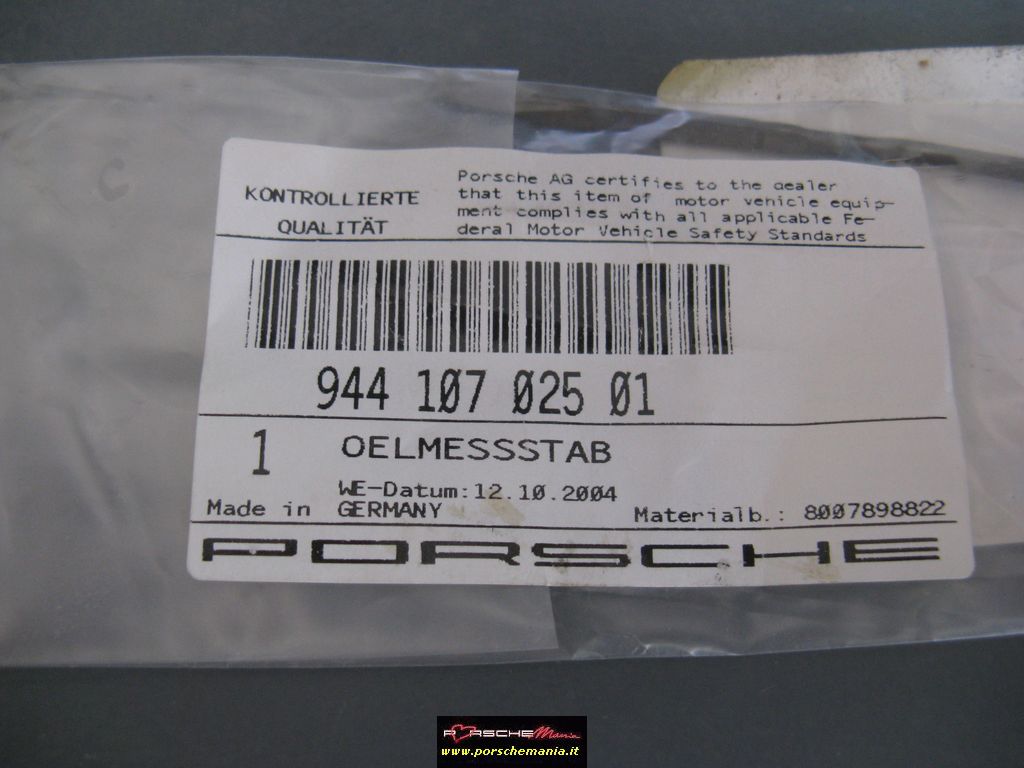 KONTROLLIERTE
QUALITÄT
Porsche AG certifies to the dealer
that this item of motor vehicle equip-
ment complies with all applicable Fe-
deral Motor Vehicle Safety Standards
944 107 025 01
1 OELMESSSTAB
WE-Datum:12.10.2004
Made in GERMANY
Materialb.: 8007898822
PORSCHE
PORSCHEMania
www.porschemania.it